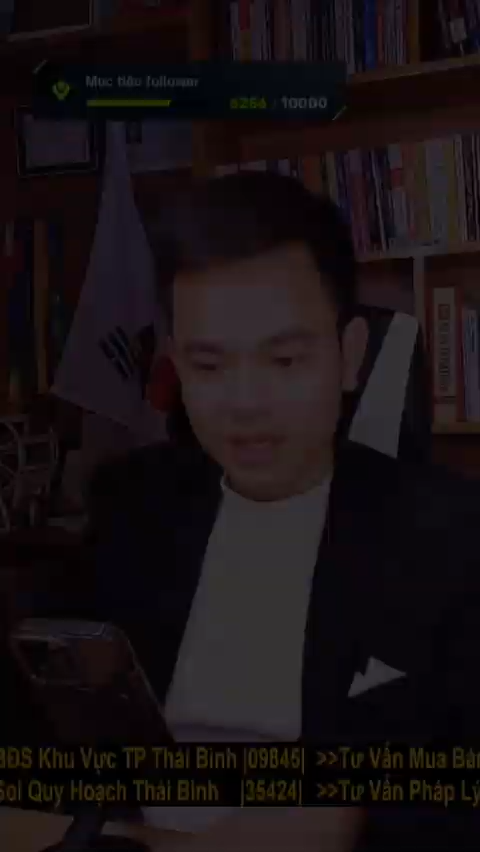 Mục tiêu follower
6264 / 10000
BĐS Khu Vực TP Thái Bình |09845| >>Tư Vấn Mua Bán
Soi Quy Hoạch Thái Bình |35424| >>Tư Vấn Pháp Lý